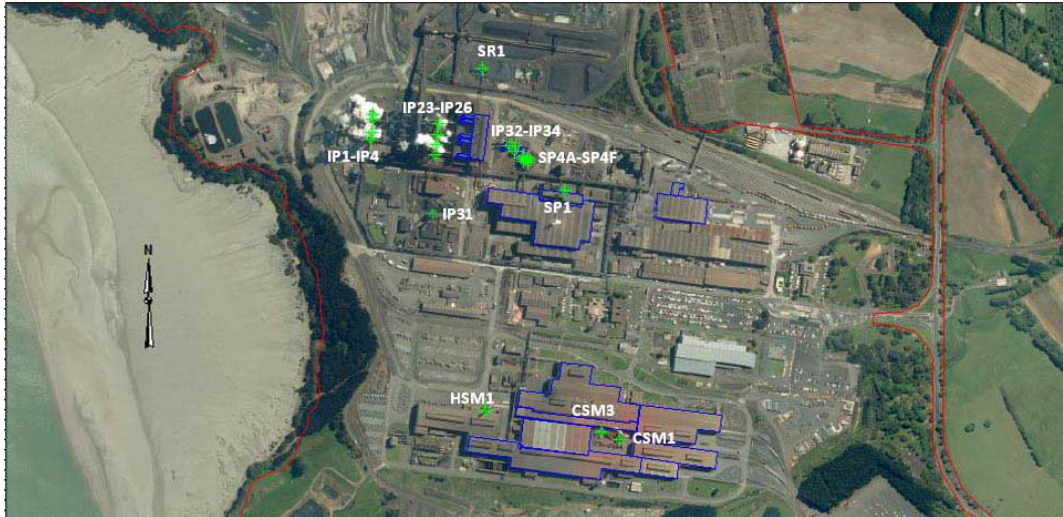 SR1
IP23-IP26
IP32-IP34
IP1-IP4
SP4A-SP4F
IP31
SP1
N
HSM1
CSM3
CSM1